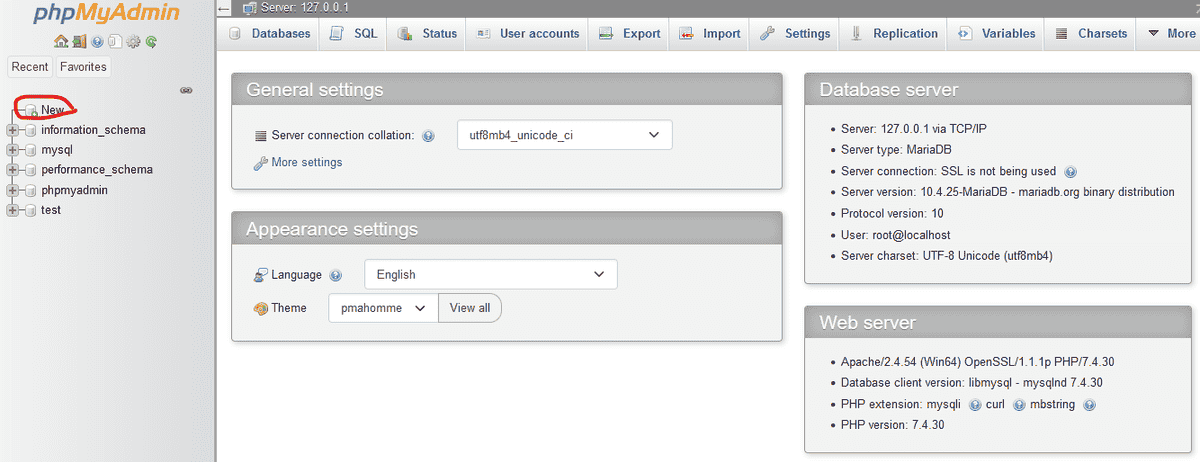 phpMyAdmin
Recent Favorites
New
information_schema
mysql
performance_schema
phpmyadmin
test
Server: 127.0.0.1
Databases SQL Status User accounts Export Import Settings Replication Variables Charsets More
General settings
Server connection collation: utf8mb4_unicode_ci
More settings
Appearance settings
Language English
Theme pmahomme View all
Database server
Server: 127.0.0.1 via TCP/IP
Server type: MariaDB
Server connection: SSL is not being used
Server version: 10.4.25-MariaDB - mariadb.org binary distribution
Protocol version: 10
User: root@localhost
Server charset: UTF-8 Unicode (utf8mb4)
Web server
Apache/2.4.54 (Win64) OpenSSL/1.1.1p PHP/7.4.30
Database client version: libmysql - mysqlnd 7.4.30
PHP extension: mysqli curl mbstring
PHP version: 7.4.30